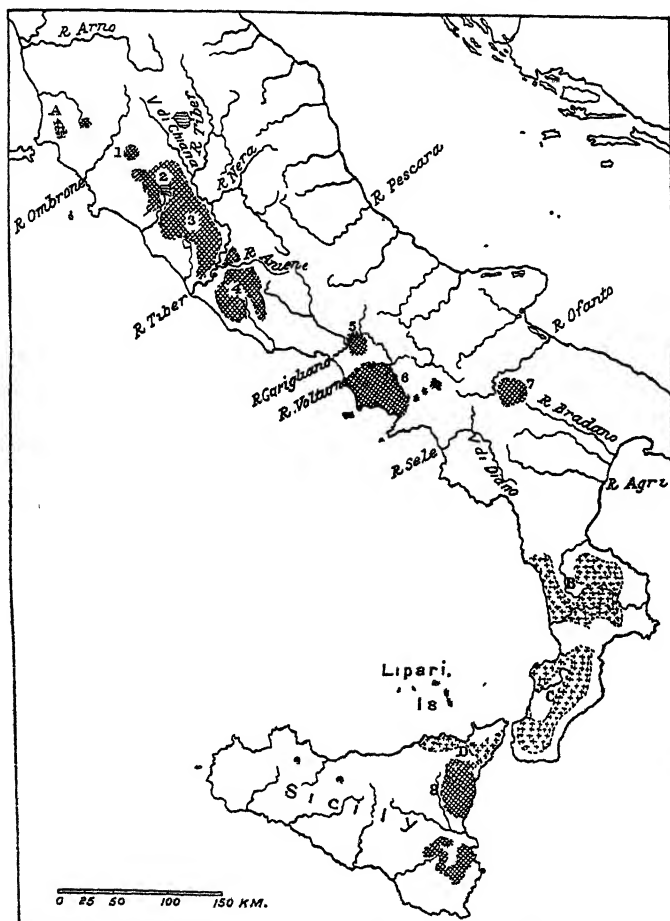 R Arno
A
V di Chiana
R Tiber
1
2
R Nera
R Ombrone
3
R Pescara
R Aniene
4
R Tiber
R Ofanto
5
R Garigliano
R. Volturno
6
7
R. Bradano
R Sele
V di Diano
R Agri
B
Lipari.
Is
C
D
8
Sicily
0 25 50 100 150 KM.